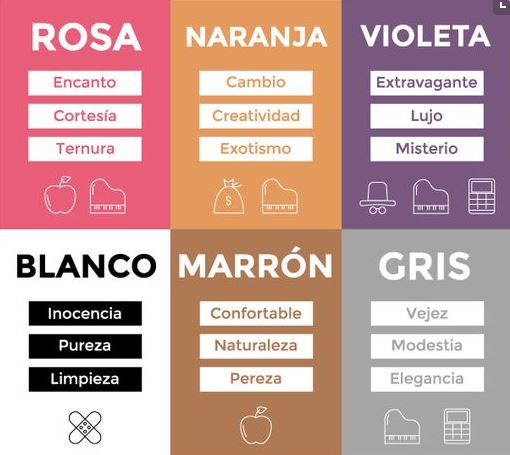 ROSA
Encanto
Cortesía
Ternura
NARANJA
Cambio
Creatividad
Exotismo
$
VIOLETA
Extravagante
Lujo
Misterio
BLANCO
Inocencia
Pureza
Limpieza
MARRÓN
Confortable
Naturaleza
Pereza
GRIS
Vejez
Modestia
Elegancia